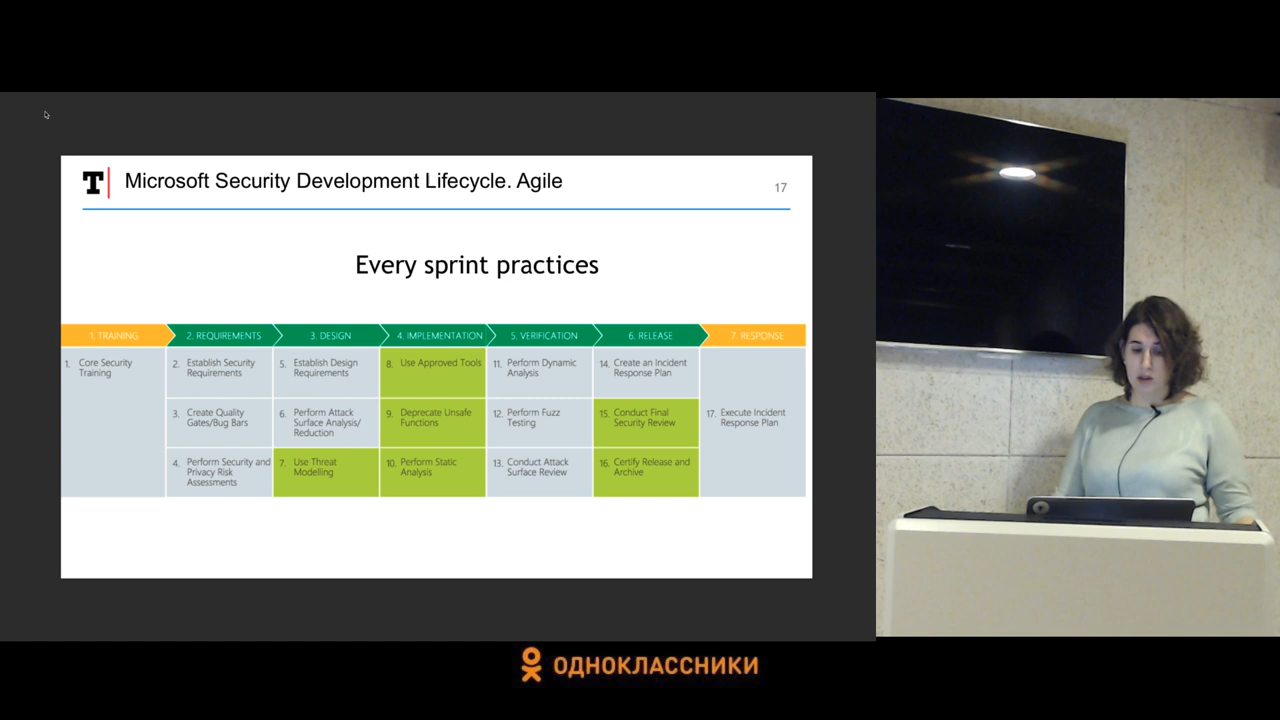 T
Microsoft Security Development Lifecycle. Agile
17
Every sprint practices
1. TRAINING
2. REQUIREMENTS
3. DESIGN
4. IMPLEMENTATION
5. VERIFICATION
6. RELEASE
7. RESPONSE
1. Core Security
Training
2. Establish Security
Requirements
3. Create Quality
Gates/Bug Bars
4. Perform Security and
Privacy Risk
Assessments
5. Establish Design
Requirements
6. Perform Attack
Surface Analysis/
Reduction
7. Use Threat
Modelling
8. Use Approved Tools
9. Deprecate Unsafe
Functions
10. Perform Static
Analysis
11. Perform Dynamic
Analysis
12. Perform Fuzz
Testing
13. Conduct Attack
Surface Review
14. Create an Incident
Response Plan
15. Conduct Final
Security Review
16. Certify Release and
Archive
17. Execute Incident
Response Plan
ОДНОКЛАССНИКИ